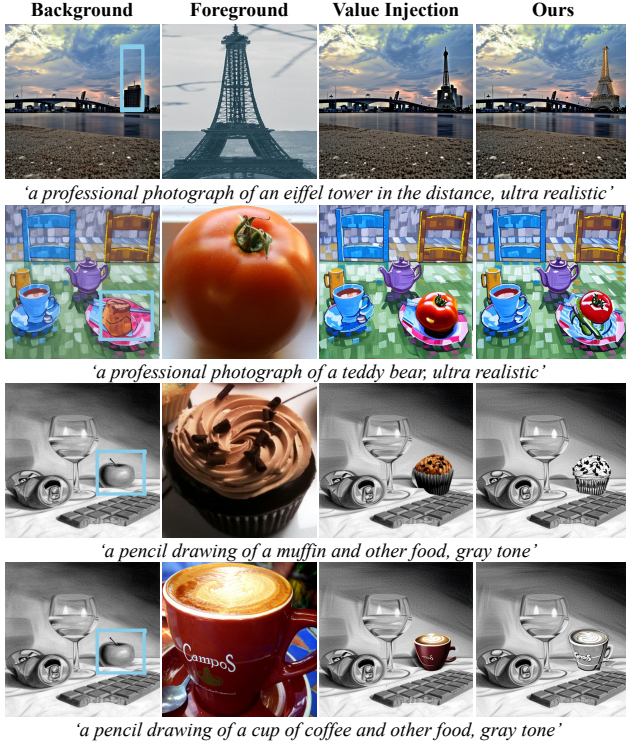 Background Foreground Value Injection Ours
'a professional photograph of an eiffel tower in the distance, ultra realistic'
'a professional photograph of a teddy bear, ultra realistic'
'a pencil drawing of a muffin and other food, gray tone'
CampoS
'a pencil drawing of a cup of coffee and other food, gray tone'